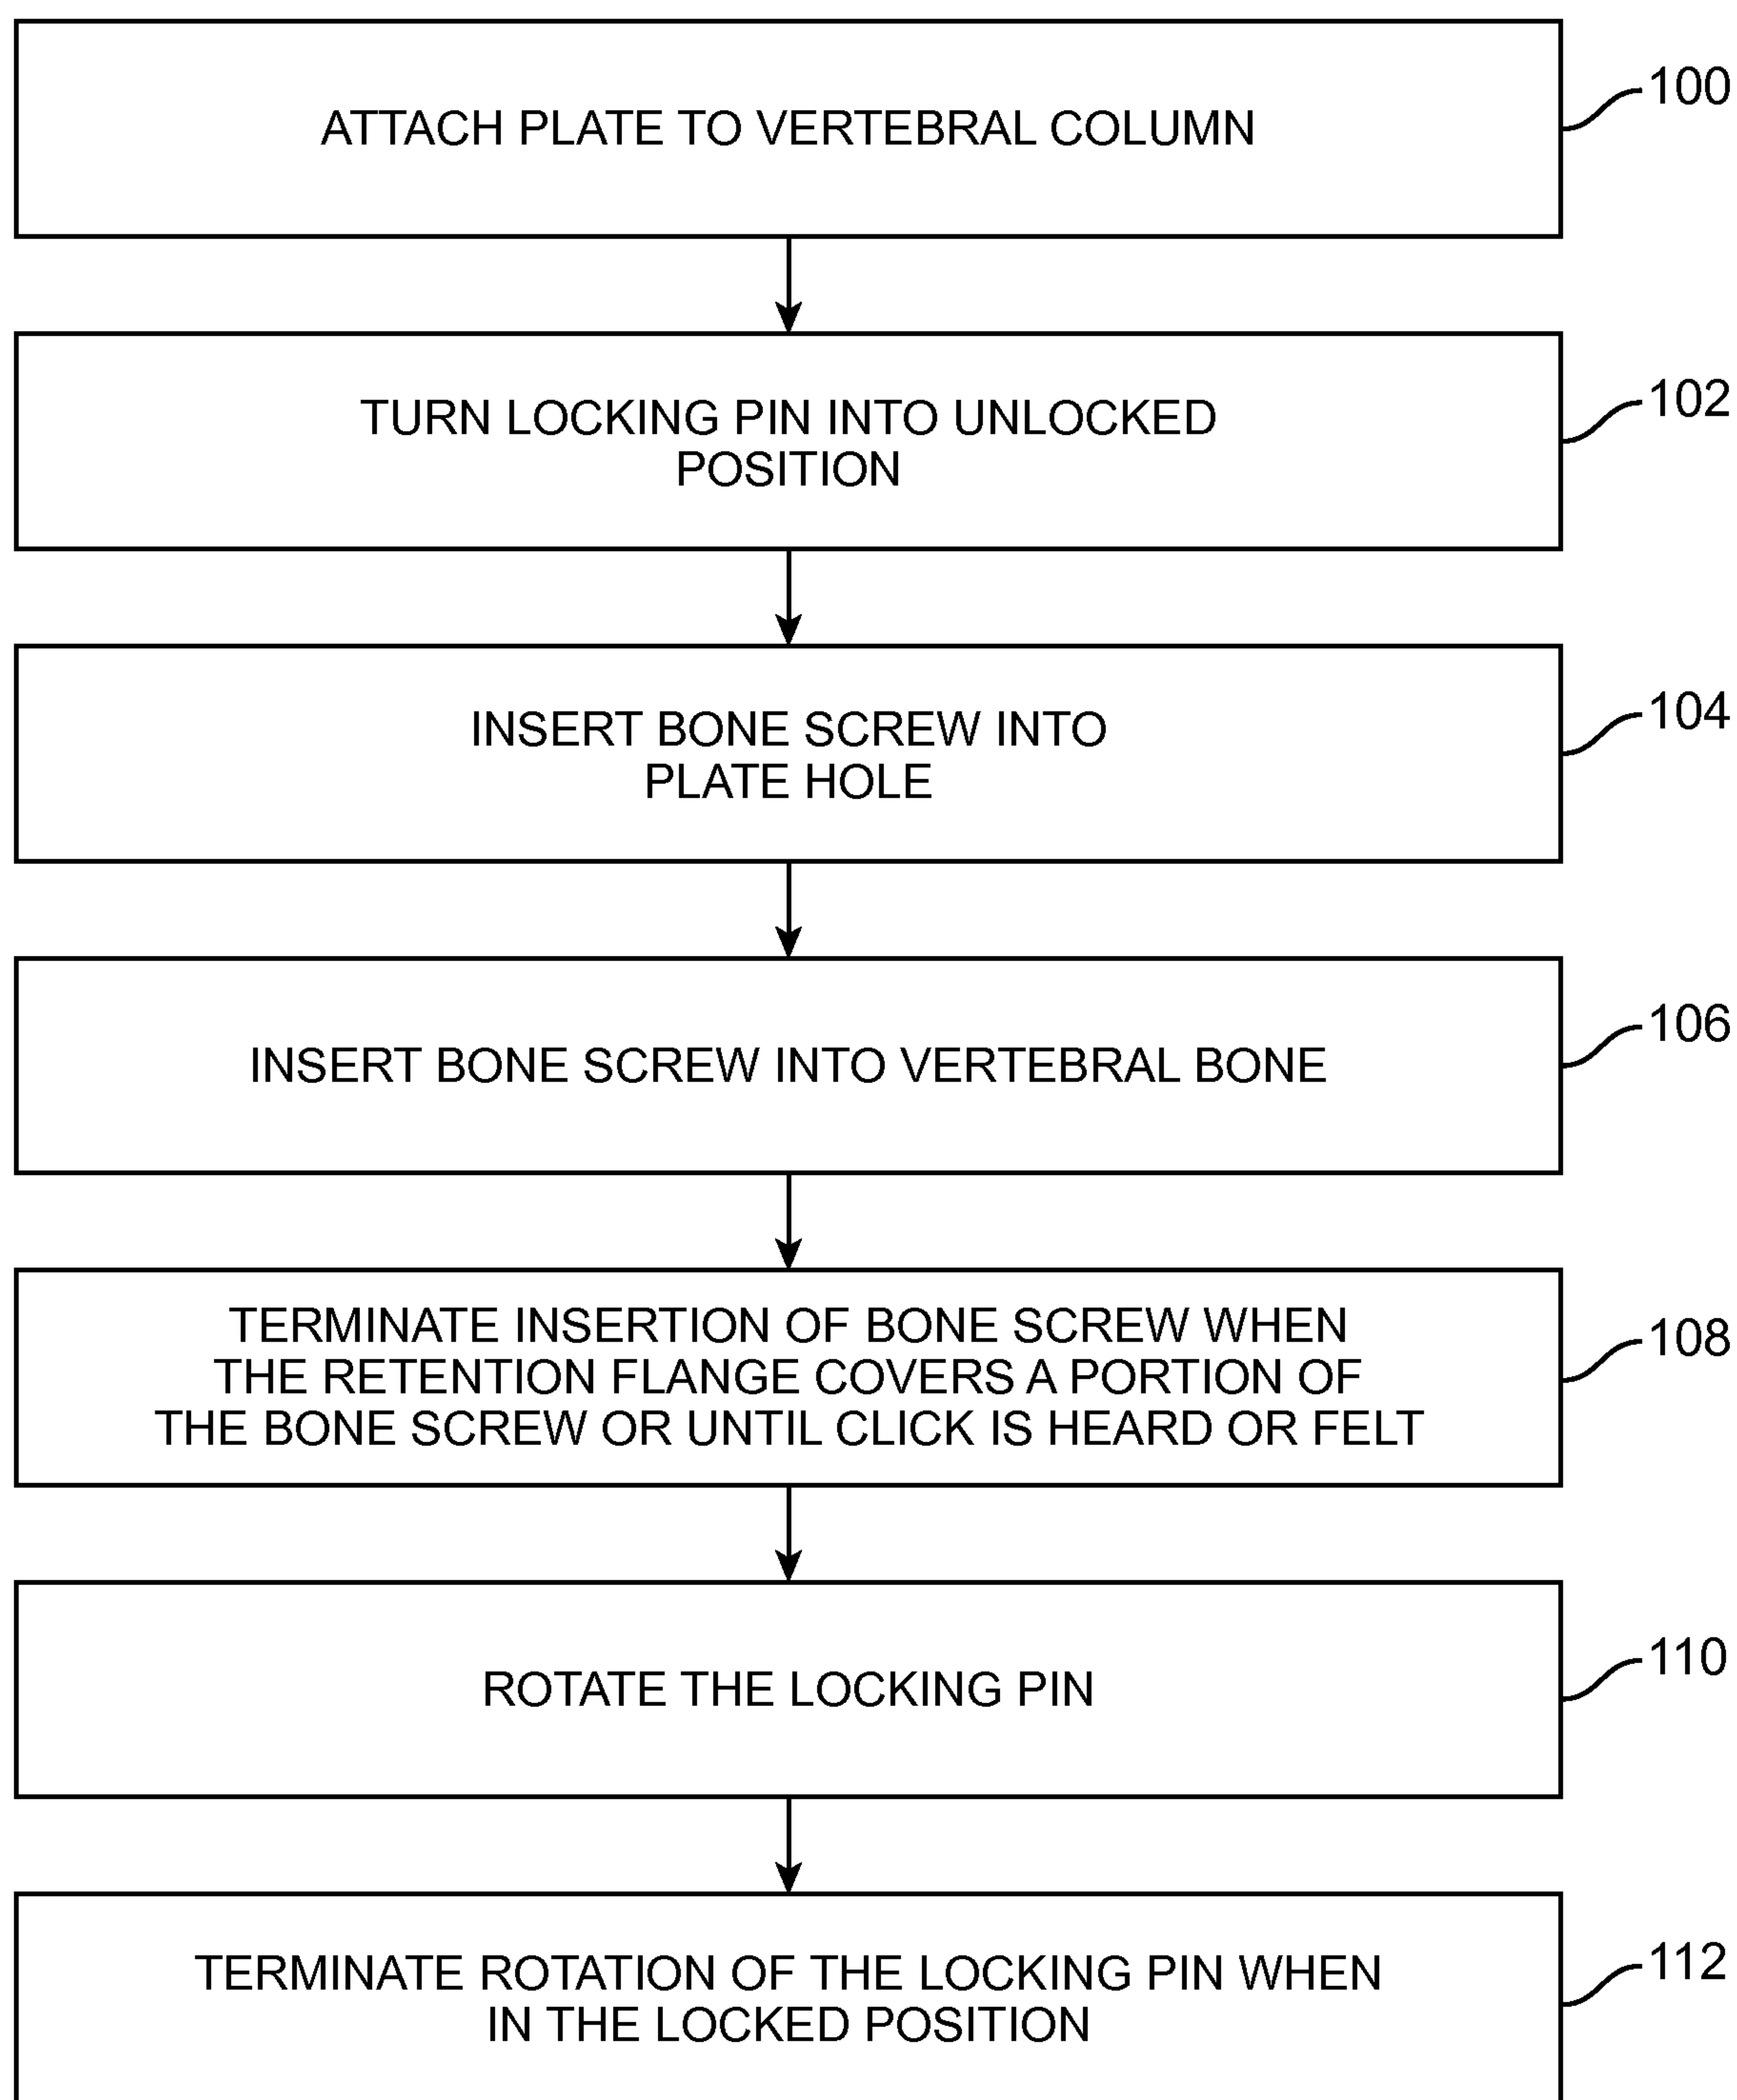 ATTACH PLATE TO VERTEBRAL COLUMN
100
TURN LOCKING PIN INTO UNLOCKED
POSITION
102
INSERT BONE SCREW INTO
PLATE HOLE
104
INSERT BONE SCREW INTO VERTEBRAL BONE
106
TERMINATE INSERTION OF BONE SCREW WHEN
THE RETENTION FLANGE COVERS A PORTION OF
THE BONE SCREW OR UNTIL CLICK IS HEARD OR FELT
108
ROTATE THE LOCKING PIN
110
TERMINATE ROTATION OF THE LOCKING PIN WHEN
IN THE LOCKED POSITION
112